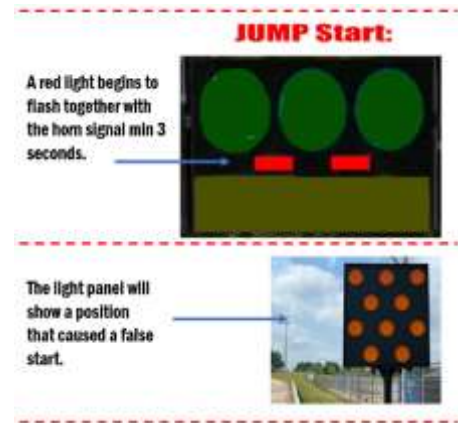 JUMP Start:
A red light begins to
flash together with
the horn signal min 3
seconds.
The light panel will
show a position
that caused a false
start.